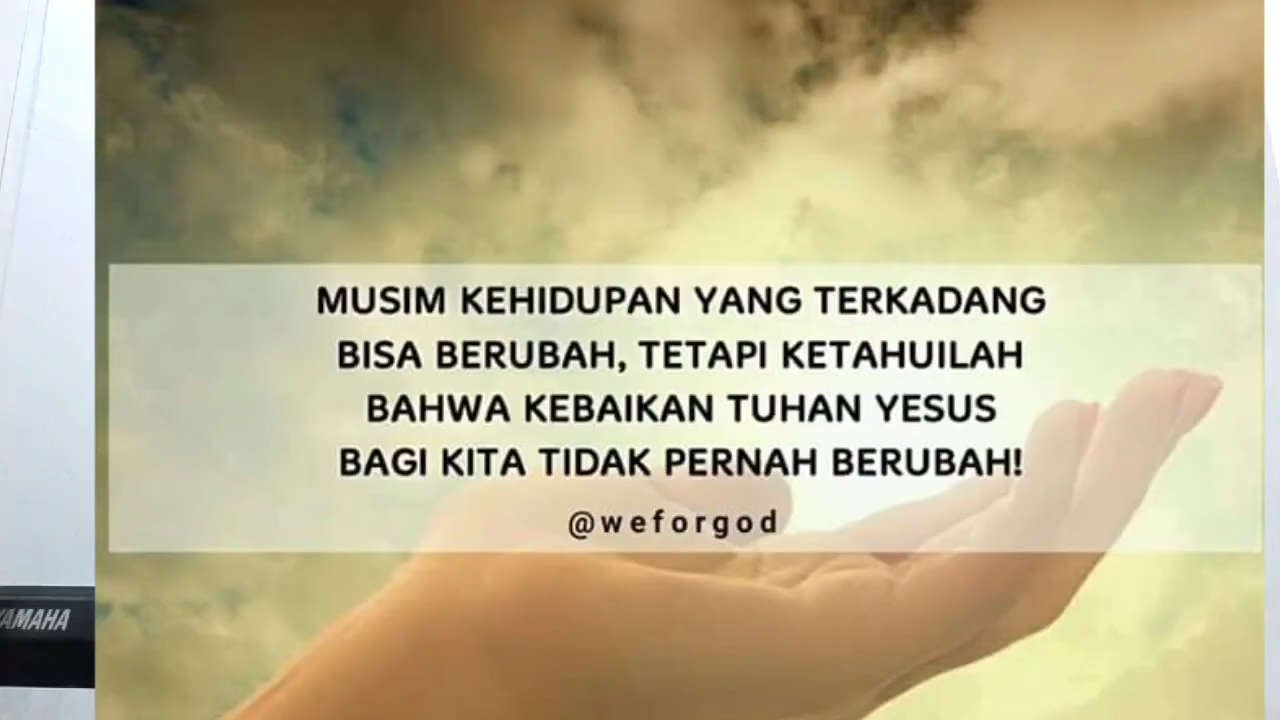 MUSIM KEHIDUPAN YANG TERKADANG
BISA BERUBAH, TETAPI KETAHUILAH
BAHWA KEBAIKAN TUHAN YESUS
BAGI KITA TIDAK PERNAH BERUBAH!
@weforgod
YAMAHA